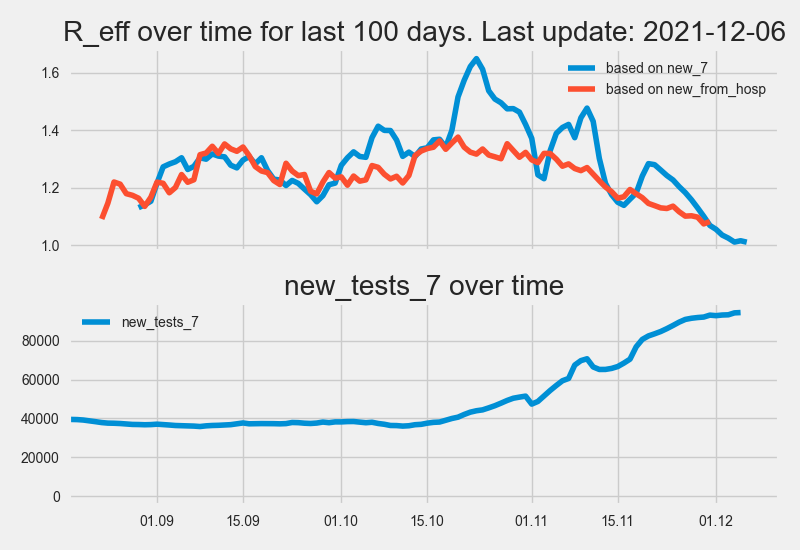 R_eff over time for last 100 days. Last update: 2021-12-06
1.6
1.4
1.2
1.0
based on new_7
based on new_from_hosp
new_tests_7 over time
80000
60000
40000
20000
0
new_tests_7
01.09 15.09 01.10 15.10 01.11 15.11 01.12